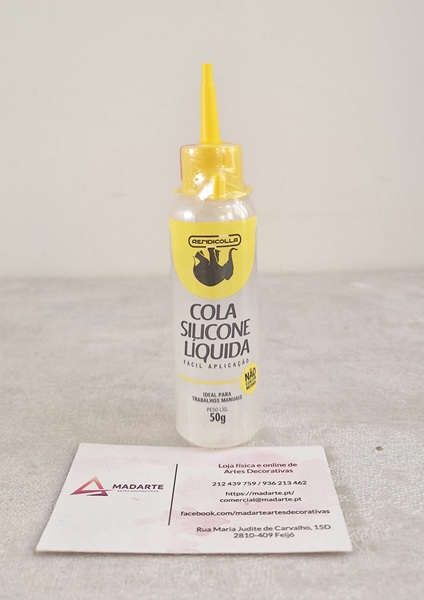 RENDICOLLA
COLA
SILICONE
LÍQUIDA
FÁCIL APLICAÇÃO
NÃO
IDEAL PARA
TRABALHOS MANUAIS
PESO LÍQ.
50g
MADARTE
Loja física e online de
Artes Decorativas
212 439 759 / 936 213 462
https://madarte.pt/
comercial@madarte.pt
facebook.com/madarteartesdecorativas
Rua Maria Judite de Carvalho, 15D
2810-409 Feijó